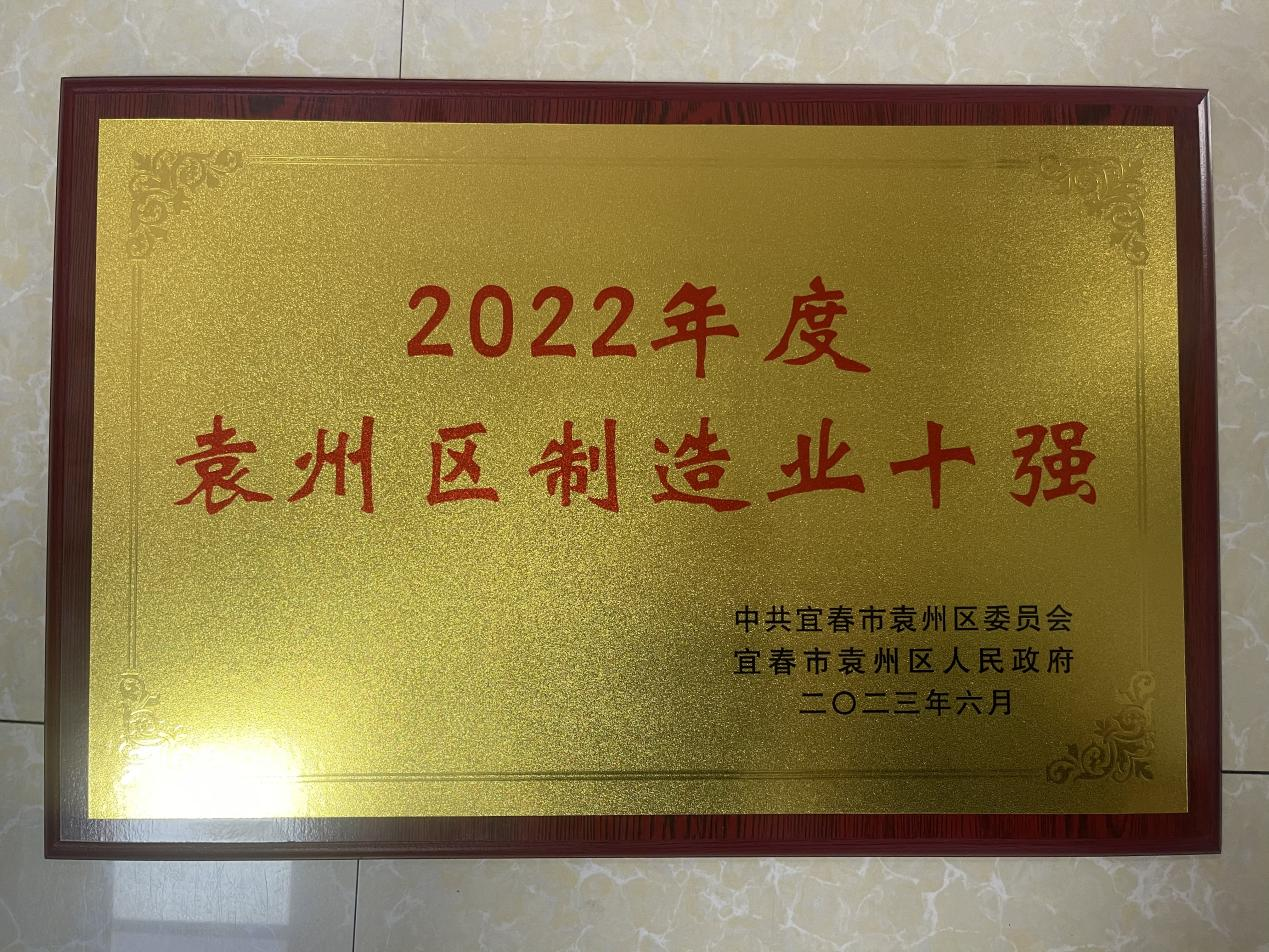 2022年度
袁州区制造业十强
中共宜春市袁州区委员会
宜春市袁州区人民政府
二〇二三年六月